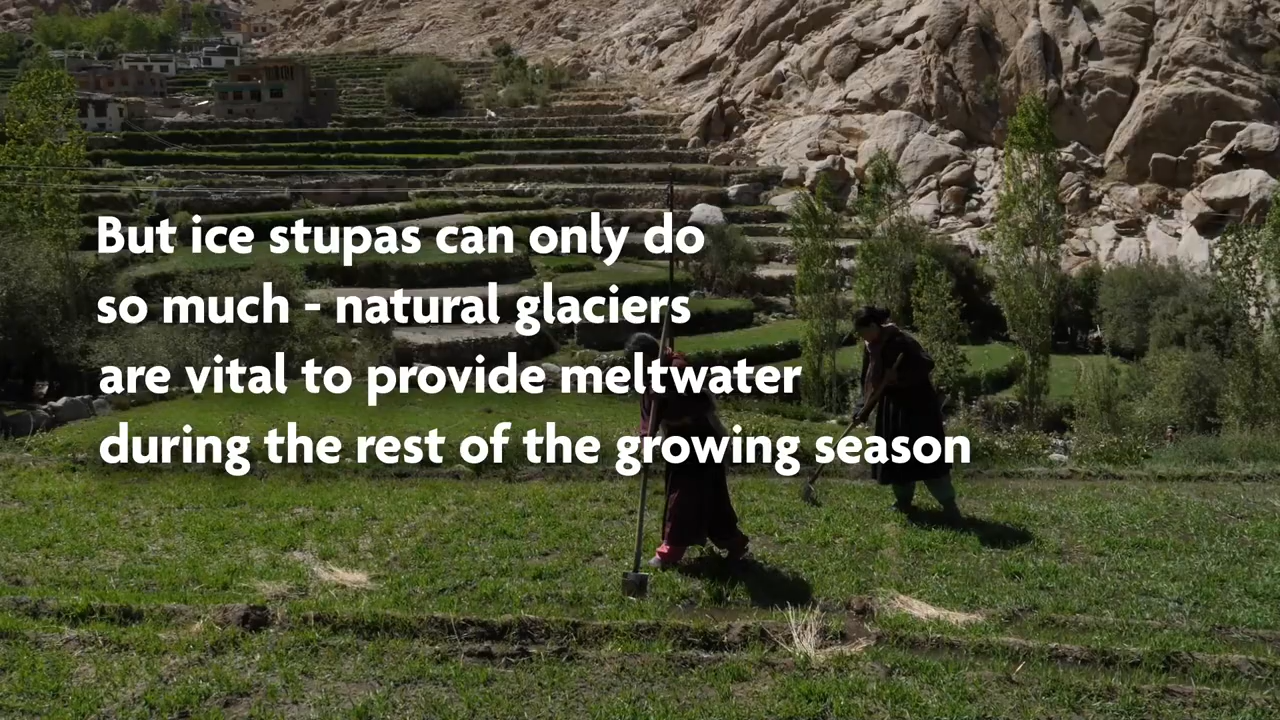 But ice stupas can only do
so much - natural glaciers
are vital to provide meltwater
during the rest of the growing season